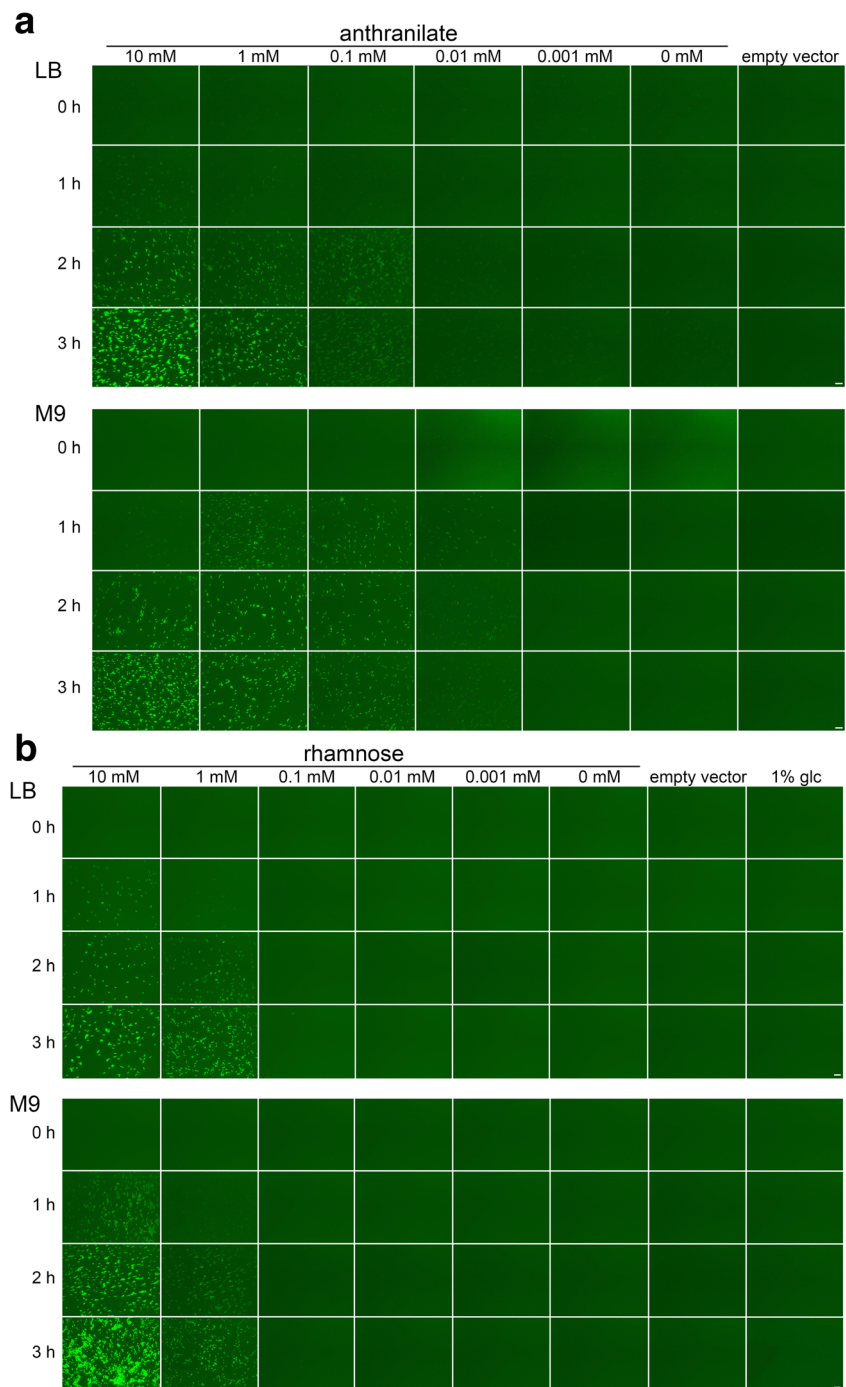 a
anthranilate
10 mM 1 mM 0.1 mM 0.01 mM 0.001 mM 0 mM empty vector
LB
0 h
1 h
2 h
3 h
M9
0 h
1 h
2 h
3 h
b
rhamnose
10 mM 1 mM 0.1 mM 0.01 mM 0.001 mM 0 mM empty vector 1% glc
LB
0 h
1 h
2 h
3 h
M9
0 h
1 h
2 h
3 h